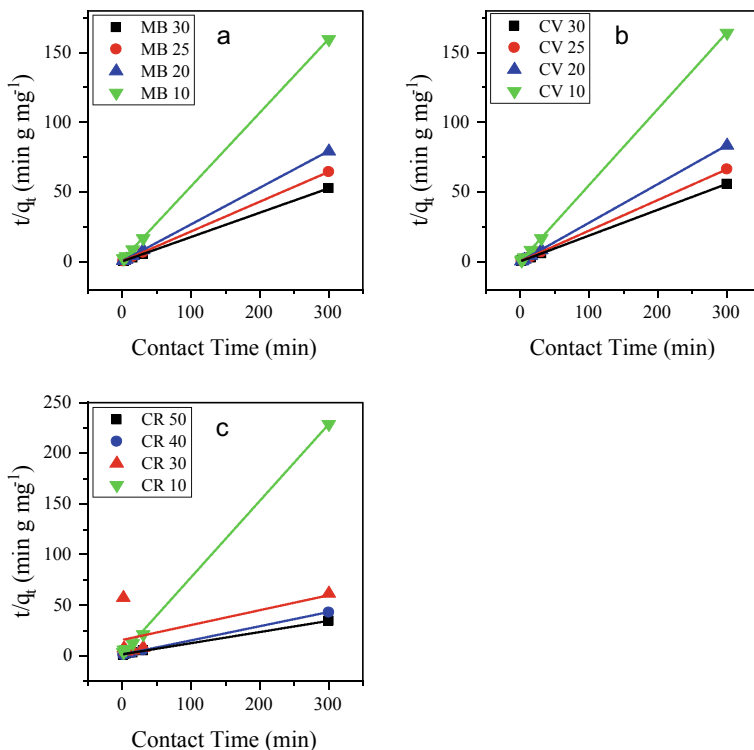 a
MB 30
MB 25
MB 20
MB 10
150
100
50
0
t/qt (min g mg-1)
0 100 200 300
Contact Time (min)
b
CV 30
CV 25
CV 20
CV 10
150
100
50
0
t/qt (min g mg-1)
0 100 200 300
Contact Time (min)
c
CR 50
CR 40
CR 30
CR 10
250
200
150
100
50
0
t/qt (min g mg-1)
0 100 200 300
Contact Time (min)